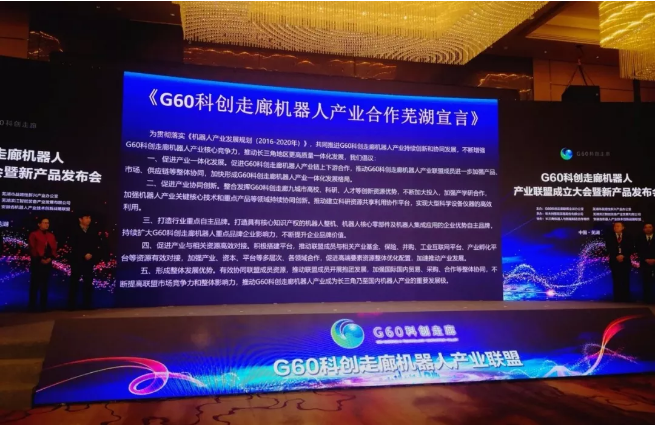 G60科创走廊
《G60科创走廊机器人产业合作芜湖宣言》
为贯彻落实《机器人产业发展规划（2016-2020年）》，共同推进G60科创走廊机器人产业持续创新和协同发展，不断增强
G60科创走廊机器人产业核心竞争力，推动长三角地区更高质量一体化发展，我们倡议：
一、促进产业一体化发展。促进G60科创走廊机器人产业链上下游合作，推动G60科创走廊机器人产业联盟成员进一步加强产品、
市场、供应链等整体协同，加快形成G60科创走廊机器人产业一体化发展格局。
二、促进产业协同创新。整合发挥G60科创走廊九城市高校、科研、人才等创新资源优势，不断加大投入，加强产学研合作，
加强机器人产业关键核心技术和重点产品等领域持续协同创新。推动建立科研资源共享利用协作平台，实现大型科学设备仪器的高效
利用。
三、打造行业重点自主品牌。打造拥有核心知识产权的机器人整机、机器人核心零部件及机器人集成应用的企业优势自主品牌，
持续扩大G60科创走廊机器人重点品牌企业影响力，不断提升企业品牌价值。
四、促进产业与相关资源高效对接。积极搭建平台，推动联盟成员与相关产业基金、保险、并购、工业互联网平台、产业孵化平
台等资源有效对接，加强产业、资本、平台等多层次、各领域合作，促进高端要素资源整体优化配置，加速推动产业发展。
五、形成整体发展优势。有效协同联盟成员资源，推动联盟成员开展抱团发展，加强国际国内贸易、采购、合作等整体协同，不
断提高联盟市场竞争力和整体影响力，推动G60科创走廊机器人产业成为长三角乃至国内机器人产业的重要发展级。
走廊机器人
会暨新产品发布会
G60科创走廊
G60科创走廊机器人
产业联盟成立大会暨新产品发布会
中国·芜湖
G60科创走廊
G60科创走廊机器人产业联盟